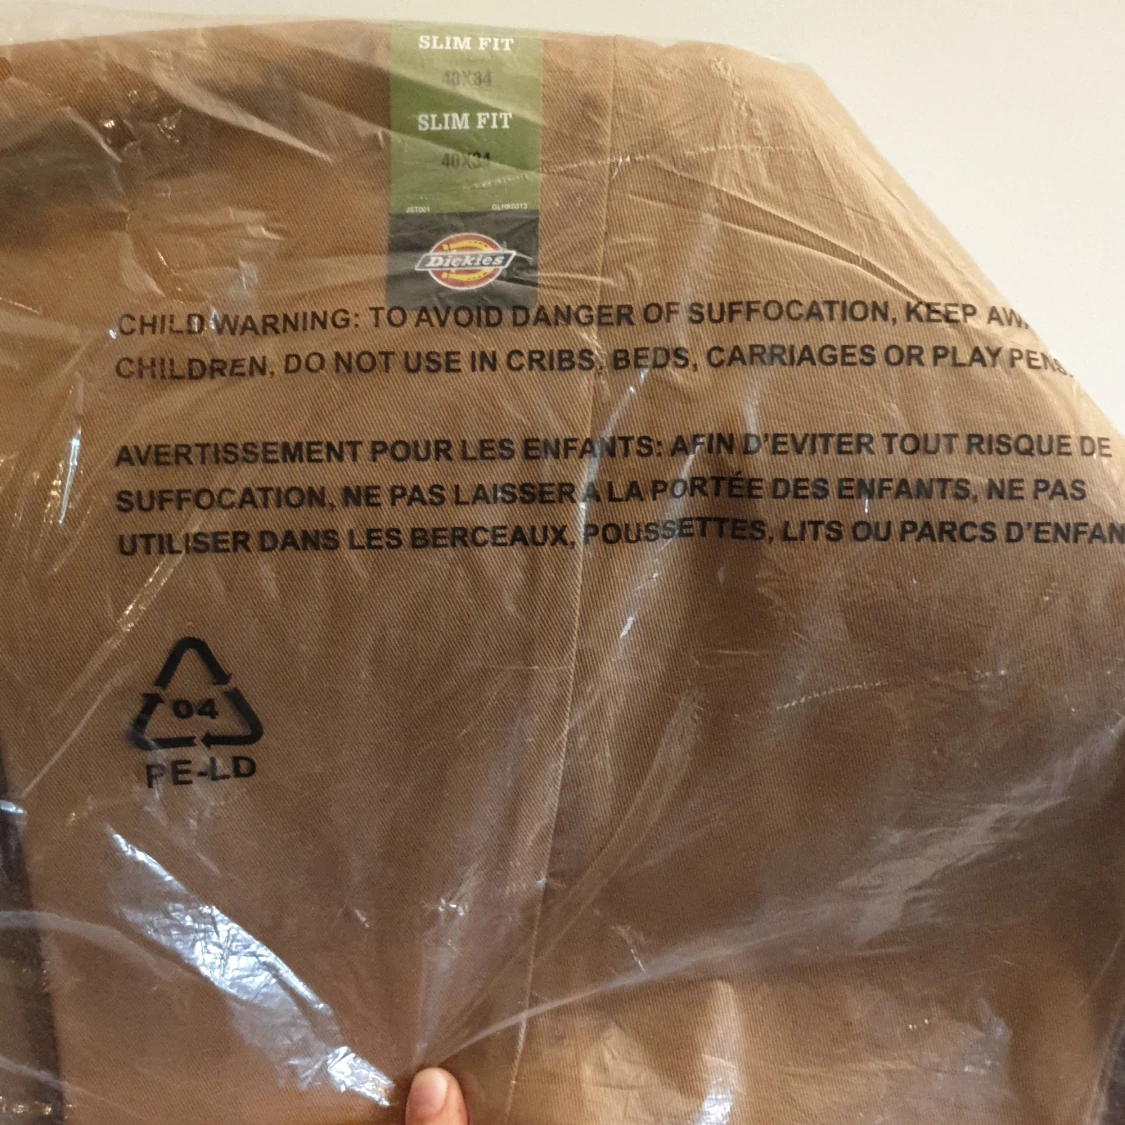 SLIM FIT
40X34
SLIM FIT
40X34
JST001
Dickies
CHILD WARNING: TO AVOID DANGER OF SUFFOCATION, KEEP
CHILDREN, DO NOT USE IN CRIBS, BEDS, CARRIAGES OR PLAY PENS.
AVERTISSEMENT POUR LES ENFANTS: AFIN D'EVITER TOUT RISQUE DE
SUFFOCATION, NE PAS LAISSER À LA PORTÉE DES ENFANTS, NE PAS
UTILISER DANS LES BERCEAUX, POUSSETTES, LITS OU PARCS D'ENFAN
04
PE-LD